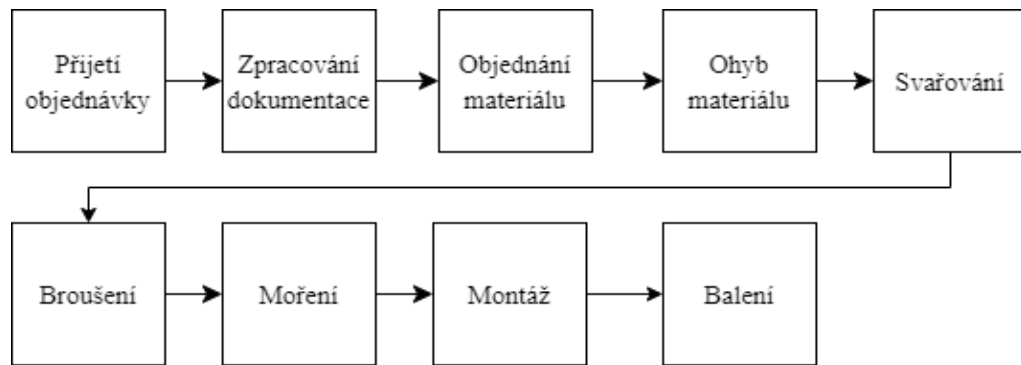 Přijetí
objednávky
Zpracování
dokumentace
Objednání
materiálu
Ohyb
materiálu
Svařování
Broušení
Moření
Montáž
Balení